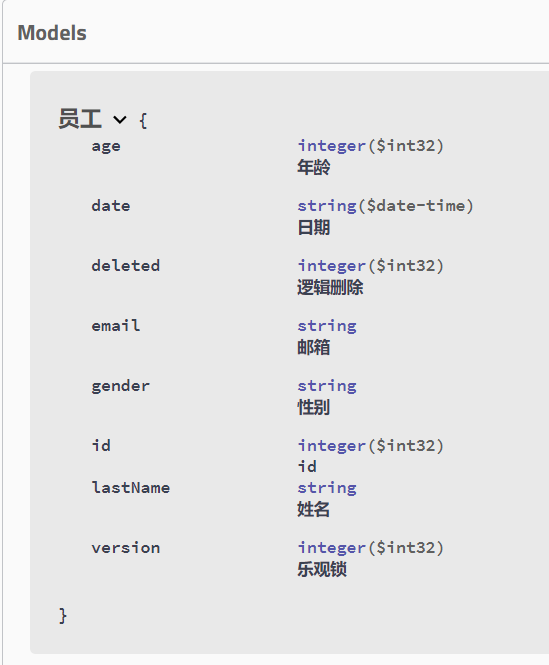 Models
员工 {
age integer($int32)
年龄
date string($date-time)
日期
deleted integer($int32)
逻辑删除
email string
邮箱
gender string
性别
id integer($int32)
id
lastName string
姓名
version integer($int32)
乐观锁
}